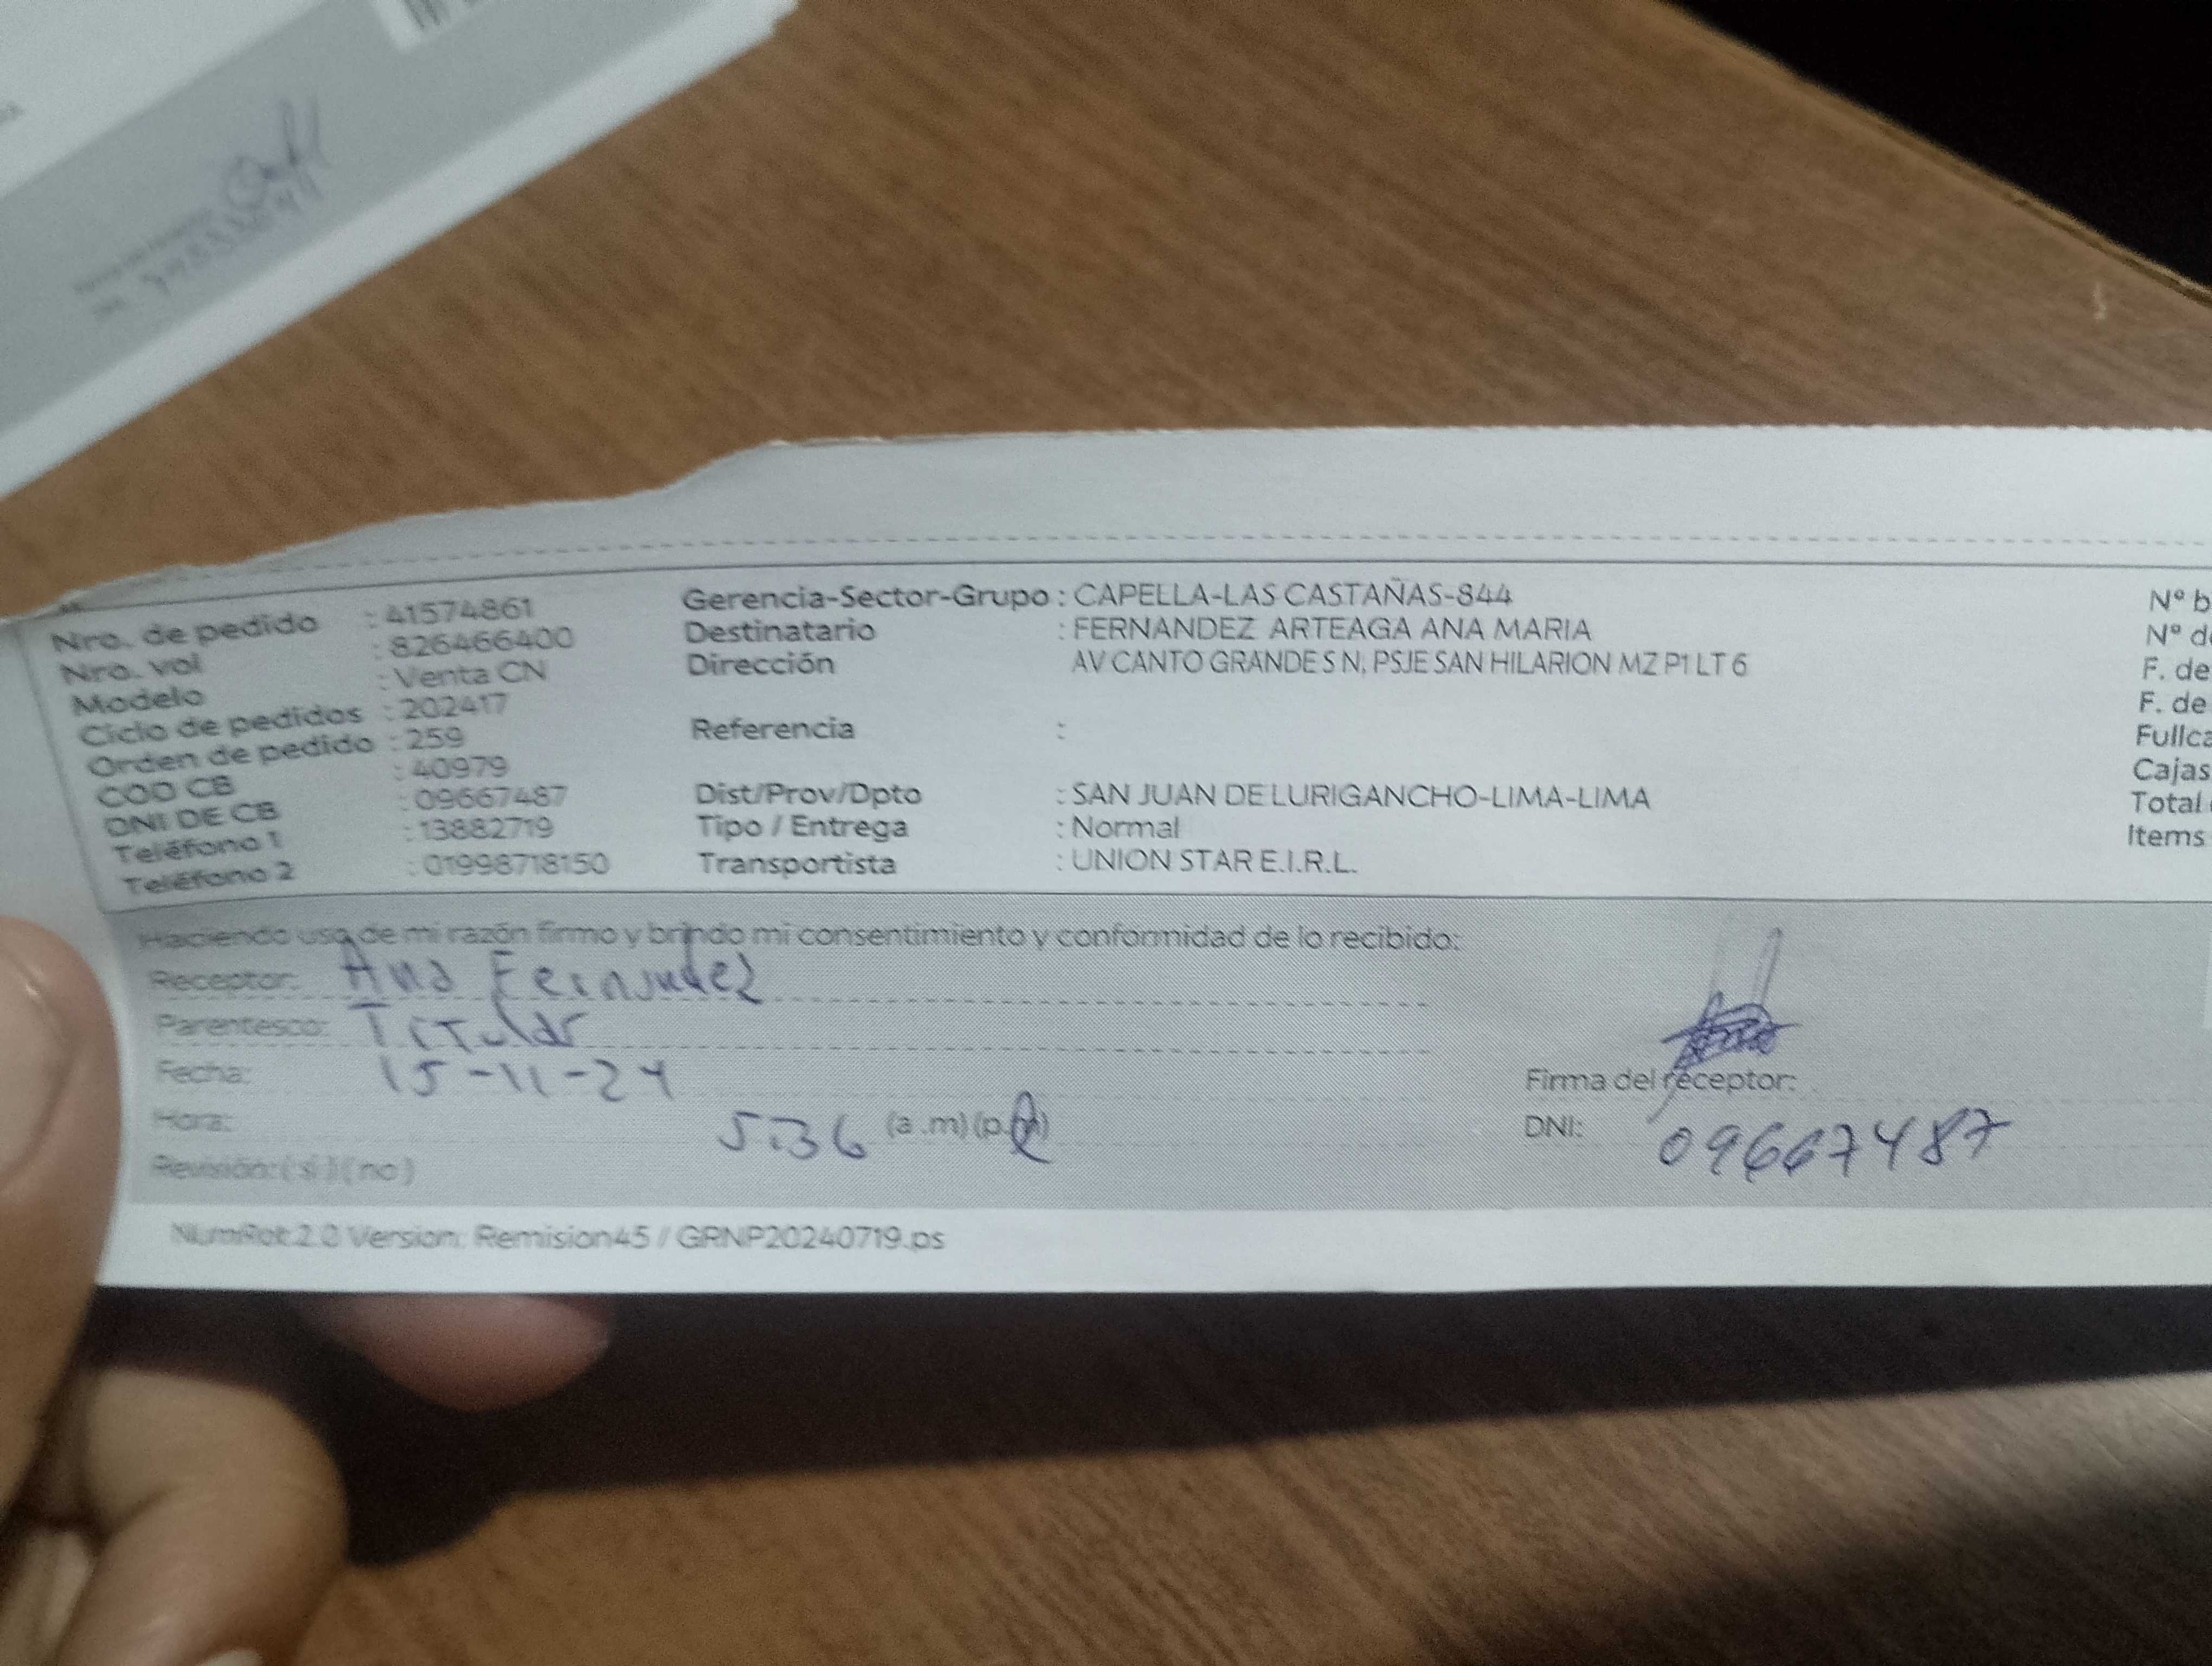 Nro. de pedido : 41574861
Nro. vol : 826466400
Modelo : Venta CN
Ciclo de pedidos : 202417
Orden de pedido : 259
COD CB : 40979
DNI DE CB : 09667487
Teléfono 1 : 13882719
Teléfono 2 : 01998718150
Gerencia-Sector-Grupo : CAPELLA-LAS CASTAÑAS-844
Destinatario : FERNANDEZ ARTEAGA ANA MARIA
Dirección AV CANTO GRANDE S N, PSJE SAN HILARION MZ P1 LT 6
Referencia :
Dist/Prov/Dpto : SAN JUAN DE LURIGANCHO-LIMA-LIMA
Tipo / Entrega : Normal
Transportista : UNION STAR E.I.R.L.
Nº b
Nº de
F. de
F. de
Fullca
Cajas
Total
Items
Haciendo uso de mi razón firmo y brindo mi consentimiento y conformidad de lo recibido:
Receptor: Ana Fernandez
Parentesco: Titular
Fecha: 15-11-24
Hora: 5:36 (a .m) (p.m)
Revisión: ( si ) ( no )
Firma del receptor:
DNI: 09667487
NumRot 2.0 Version: Remision45 / GRNP20240719.ps